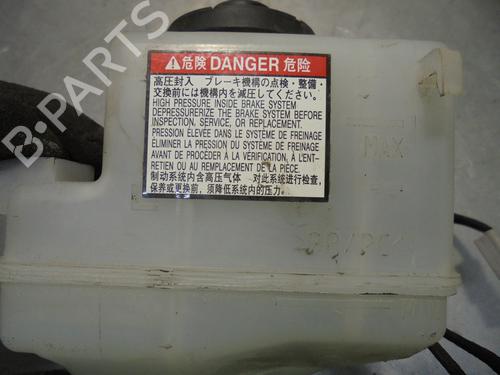 B-PARTS
⚠危険 DANGER 危险
高圧封入 ブレーキ機構の点検・整備・
交換前には機構内を減圧してください。
HIGH PRESSURE INSIDE BRAKE SYSTEM
DEPRESSURERIZE THE BRAKE SYSTEM BEFORE
INSPECTION, SERVICE, OR REPLACEMENT.
PRESSION ÉLEVÉE DANS LE SYSTÈME DE FREINAGE
ÉLIMINER LA PRESSION DU SYSTÈME DE FREINAGE
AVANT DE PROCÉDER À LA VÉRIFICATION, À L'ENT-
RETIEN OU AU REMPLACEMENT DE LA PIÈCE.
制动系统内含高压气体 对此系统进行检查,
保养或更换前, 须降低系统内的压力。
MAX